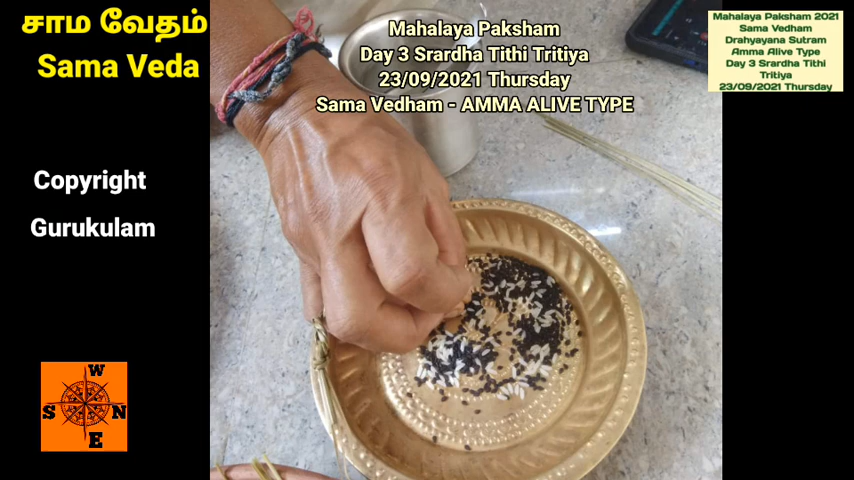 சாம வேதம்
Sama Veda
Mahalaya Paksham
Day 3 Srardha Tithi Tritiya
23/09/2021 Thursday
Sama Vedham - AMMA ALIVE TYPE
Mahalaya Paksham 2021
Sama Vedham
Drahyayana Sutram
Amma Alive Type
Day 3 Srardha Tithi
Tritiya
23/09/2021 Thursday
Copyright
Gurukulam
W
S N
E